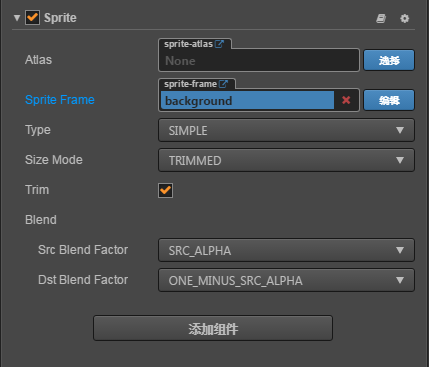 Sprite
sprite-atlas
Atlas None 选择
sprite-frame
Sprite Frame background 编辑
Type SIMPLE
Size Mode TRIMMED
Trim
Blend
Src Blend Factor SRC_ALPHA
Dst Blend Factor ONE_MINUS_SRC_ALPHA
添加组件